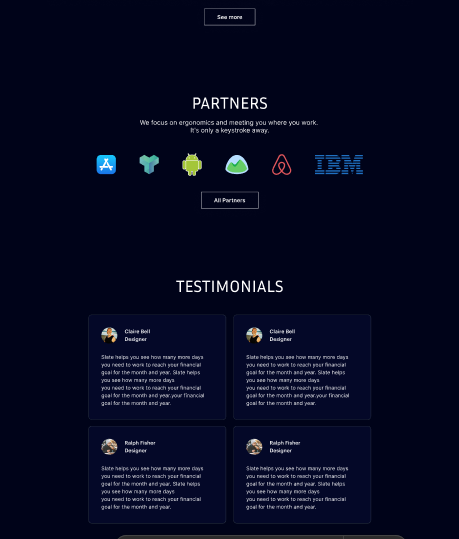 See more
PARTNERS
We focus on ergonomics and meeting you where you work.
It's only a keystroke away.
IBM
All Partners
TESTIMONIALS
Claire Bell
Designer
Slate helps you see how many more days
you need to work to reach your financial
goal for the month and year. Slate helps
you see how many more days
you need to work to reach your financial
goal for the month and year.your financial
goal for the month and year.
Claire Bell
Designer
Slate helps you see how many more days
you need to work to reach your financial
goal for the month and year. Slate helps
you see how many more days
you need to work to reach your financial
goal for the month and year.your financial
goal for the month and year.
Ralph Fisher
Designer
Slate helps you see how many more days
you need to work to reach your financial
goal for the month and year. Slate helps
you see how many more days
you need to work to reach your financial
goal for the month and year.
Ralph Fisher
Designer
Slate helps you see how many more days
you need to work to reach your financial
goal for the month and year. Slate helps
you see how many more days
you need to work to reach your financial
goal for the month and year.